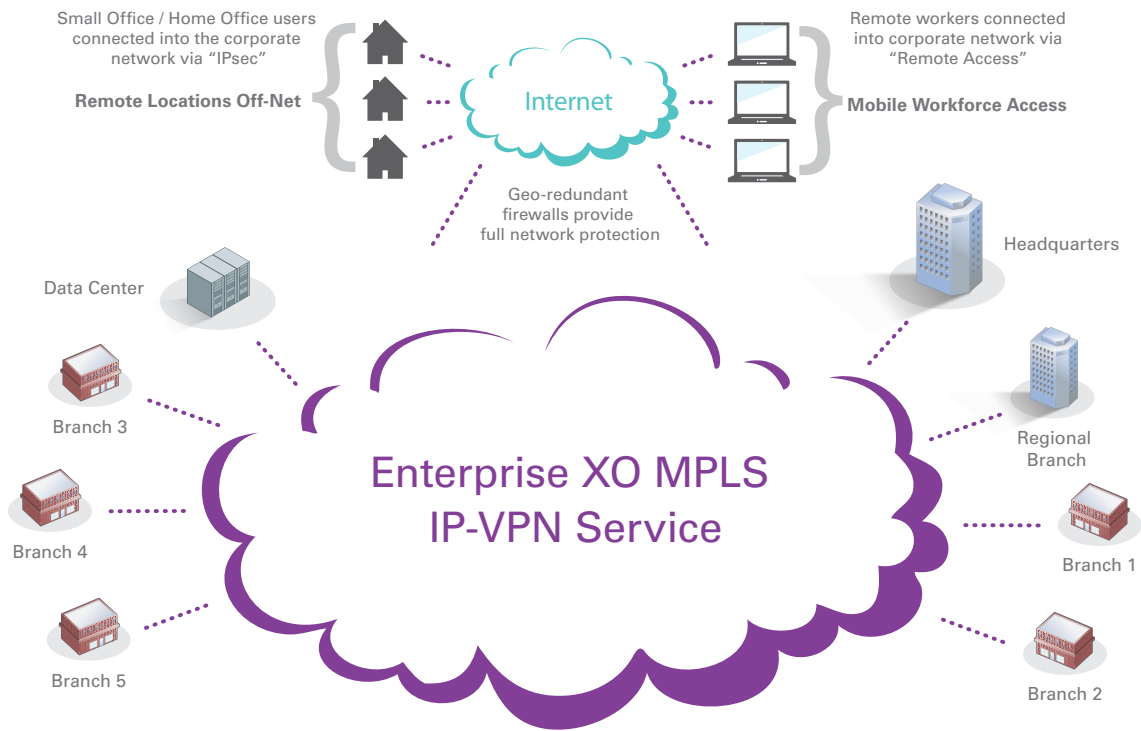 Small Office / Home Office users
connected into the corporate
network via “IPsec”
Remote Locations Off-Net
Internet
Remote workers connected
into corporate network via
“Remote Access”
Mobile Workforce Access
Geo-redundant
firewalls provide
full network protection
Headquarters
Data Center
Branch 3
Regional
Branch
Enterprise XO MPLS
IP-VPN Service
Branch 4
Branch 1
Branch 5
Branch 2